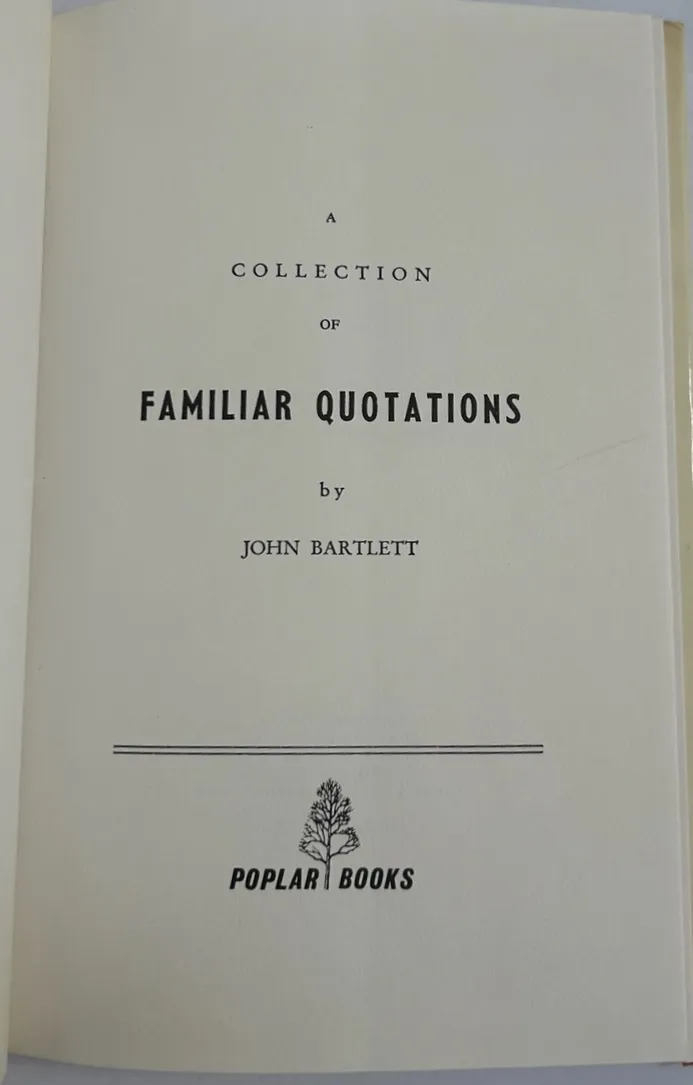 A
COLLECTION
OF
FAMILIAR QUOTATIONS
by
JOHN BARTLETT
POPLAR BOOKS